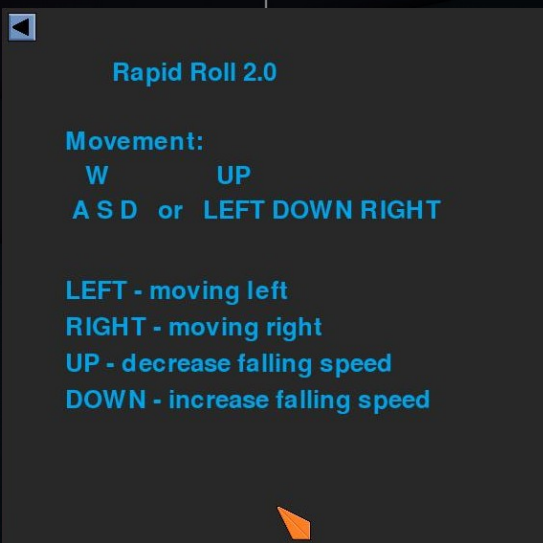 Rapid Roll 2.0
Movement:
W UP
A S D or LEFT DOWN RIGHT
LEFT - moving left
RIGHT - moving right
UP - decrease falling speed
DOWN - increase falling speed